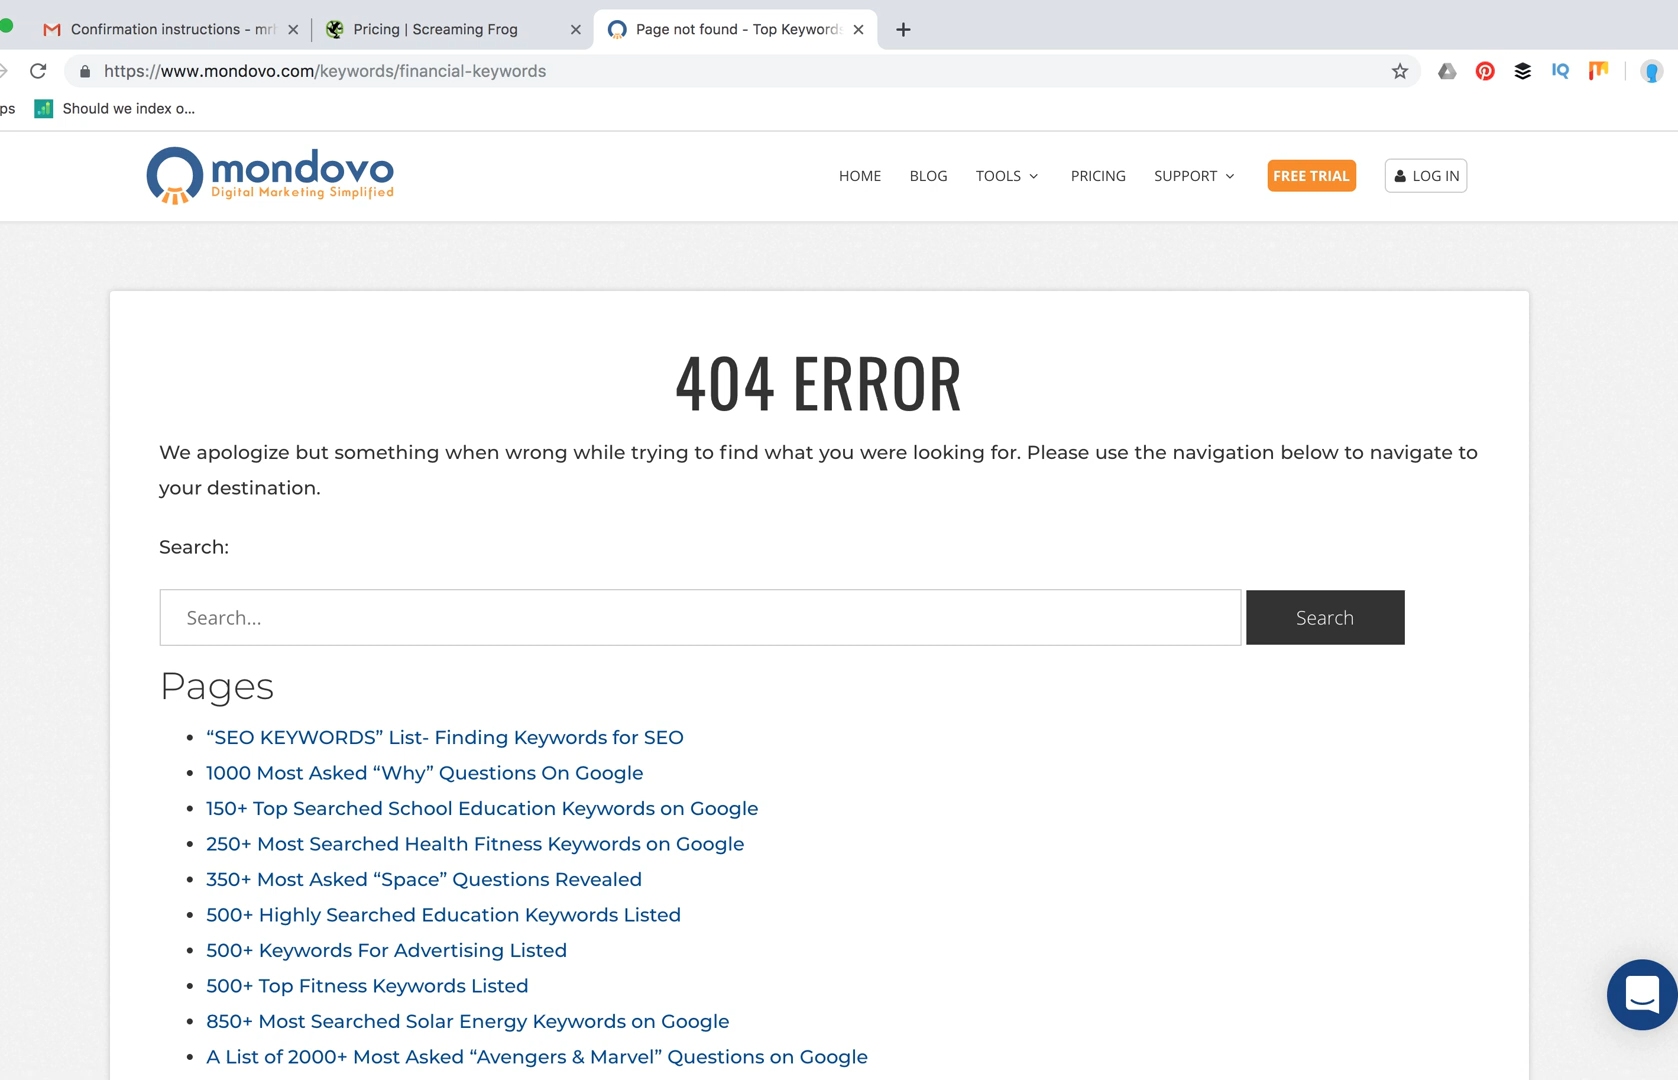 Confirmation instructions - mr
Pricing | Screaming Frog
Page not found - Top Keywords
https://www.mondovo.com/keywords/financial-keywords
IQ
ps
Should we index o...
mondovo
Digital Marketing Simplified
HOME
BLOG
TOOLS
PRICING
SUPPORT
FREE TRIAL
LOG IN
404 ERROR
We apologize but something when wrong while trying to find what you were looking for. Please use the navigation below to navigate to
your destination.
Search:
Search...
Search
Pages
• “SEO KEYWORDS” List- Finding Keywords for SEO
• 1000 Most Asked “Why” Questions On Google
• 150+ Top Searched School Education Keywords on Google
• 250+ Most Searched Health Fitness Keywords on Google
• 350+ Most Asked “Space” Questions Revealed
• 500+ Highly Searched Education Keywords Listed
• 500+ Keywords For Advertising Listed
• 500+ Top Fitness Keywords Listed
• 850+ Most Searched Solar Energy Keywords on Google
• A List of 2000+ Most Asked “Avengers & Marvel” Questions on Google